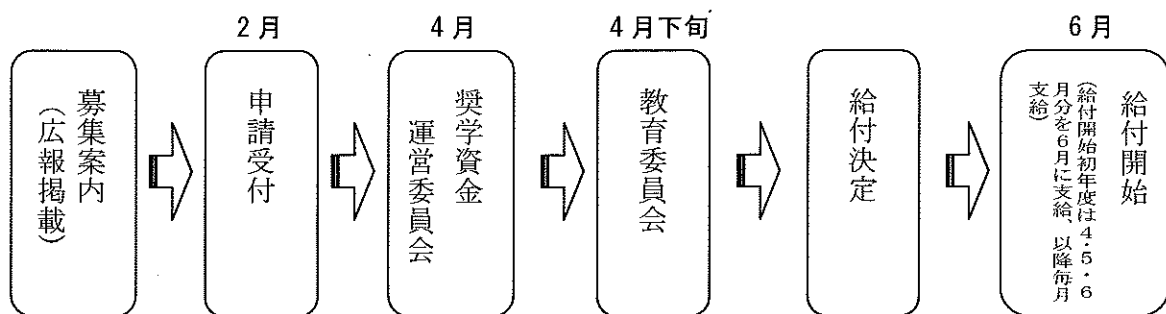 募集案内
（広報掲載）
2月
申請受付
4月
奨学資金
運営委員会
4月下旬
教育委員会
給付決定
6月
給付開始
（給付開始初年度は4・5・6
月分を6月に支給、以降毎月
支給）